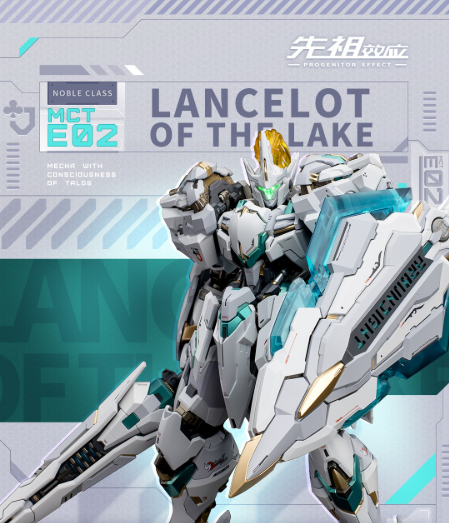 先祖效应
PROGENITOR EFFECT
NOBLE CLASS
MCT
E02
LANCELOT
OF THE LAKE
MECHA WITH
CONSCIOUSNESS
OF TALOS
E02